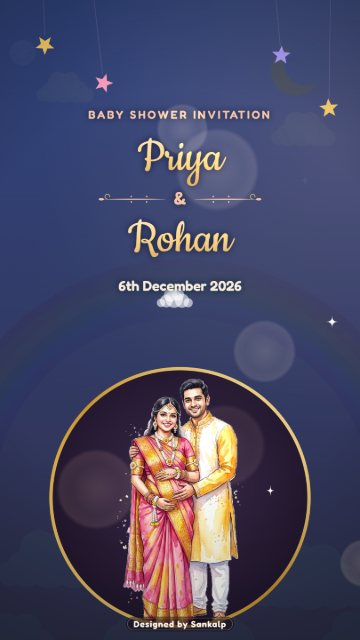 BABY SHOWER INVITATION
Priya
&
Rohan
6th December 2026
Designed by Sankalp